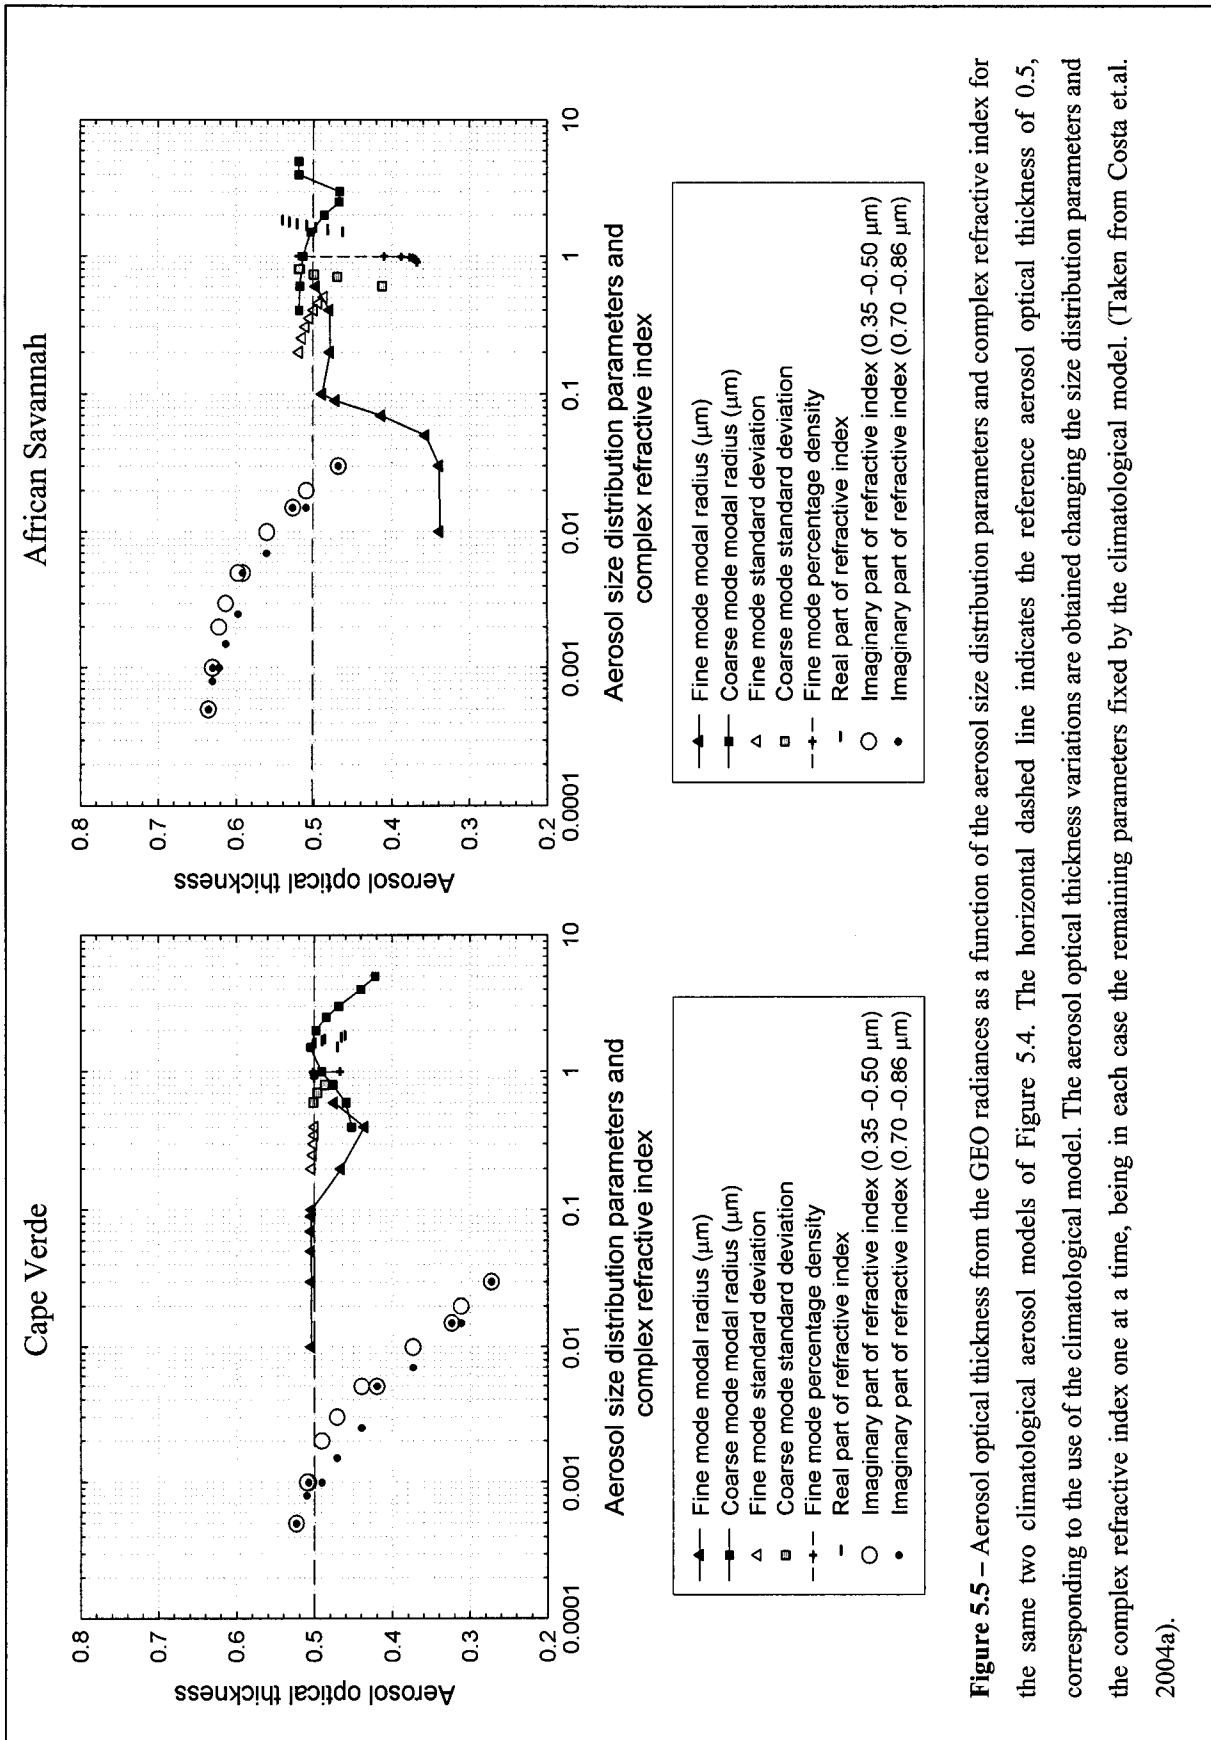 Cape Verde
0.8
0.7
0.6
0.5
0.4
0.3
0.2
Aerosol optical thickness
0.0001
0.001
0.01
0.1
1
10
Aerosol size distribution parameters and
complex refractive index
Fine mode modal radius (μm)
Coarse mode modal radius (μm)
Fine mode standard deviation
Coarse mode standard deviation
Fine mode percentage density
Real part of refractive index
Imaginary part of refractive index (0.35 -0.50 μm)
Imaginary part of refractive index (0.70 -0.86 μm)
African Savannah
0.8
0.7
0.6
0.5
0.4
0.3
0.2
Aerosol optical thickness
0.0001
0.001
0.01
0.1
1
10
Aerosol size distribution parameters and
complex refractive index
Fine mode modal radius (μm)
Coarse mode modal radius (μm)
Fine mode standard deviation
Coarse mode standard deviation
Fine mode percentage density
Real part of refractive index
Imaginary part of refractive index (0.35 -0.50 μm)
Imaginary part of refractive index (0.70 -0.86 μm)
Figure 5.5 – Aerosol optical thickness from the GEO radiances as a function of the aerosol size distribution parameters and complex refractive index for
the same two climatological aerosol models of Figure 5.4. The horizontal dashed line indicates the reference aerosol optical thickness of 0.5,
corresponding to the use of the climatological model. The aerosol optical thickness variations are obtained changing the size distribution parameters and
the complex refractive index one at a time, being in each case the remaining parameters fixed by the climatological model. (Taken from Costa et.al.
2004a).